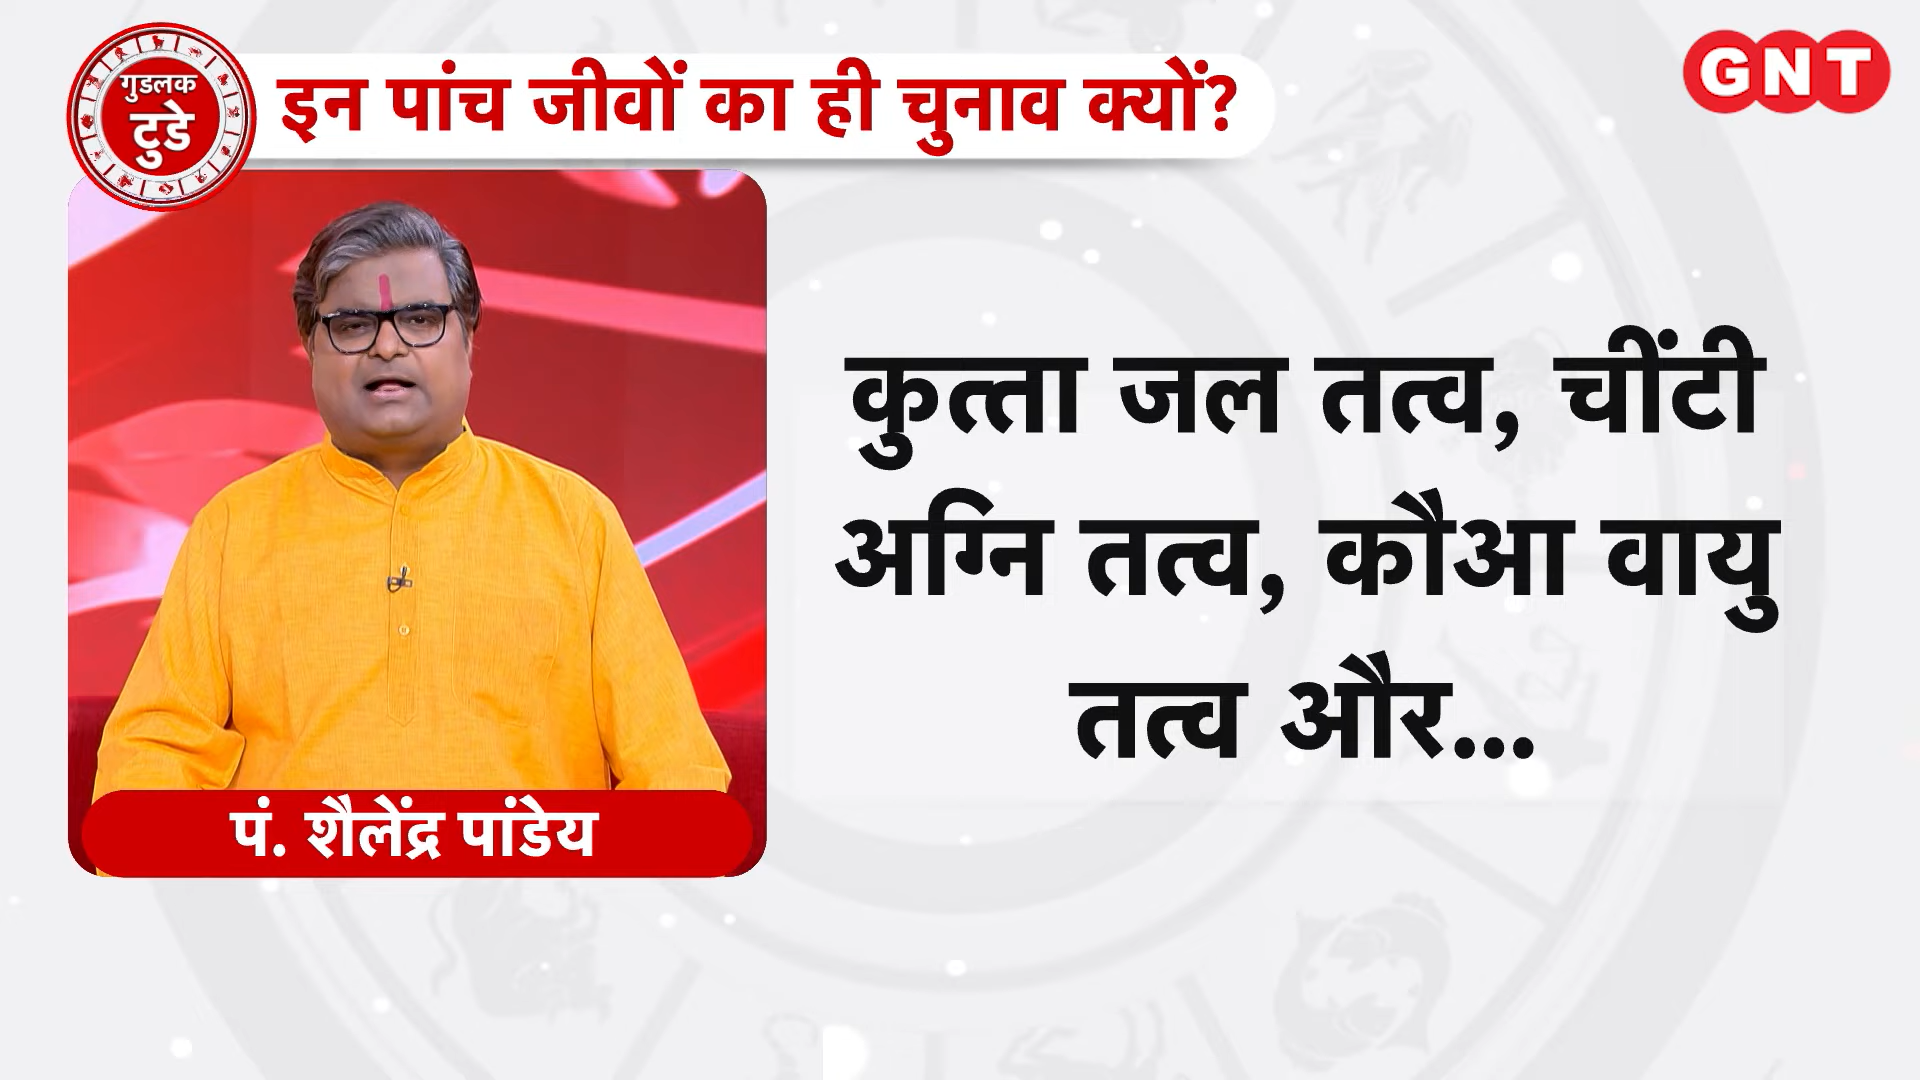 गुडलक
टुडे
इन पांच जीवों का ही चुनाव क्यों?
GNT
कुत्ता जल तत्व, चींटी
अग्नि तत्व, कौआ वायु
तत्व और...
पं. शैलेंद्र पांडेय